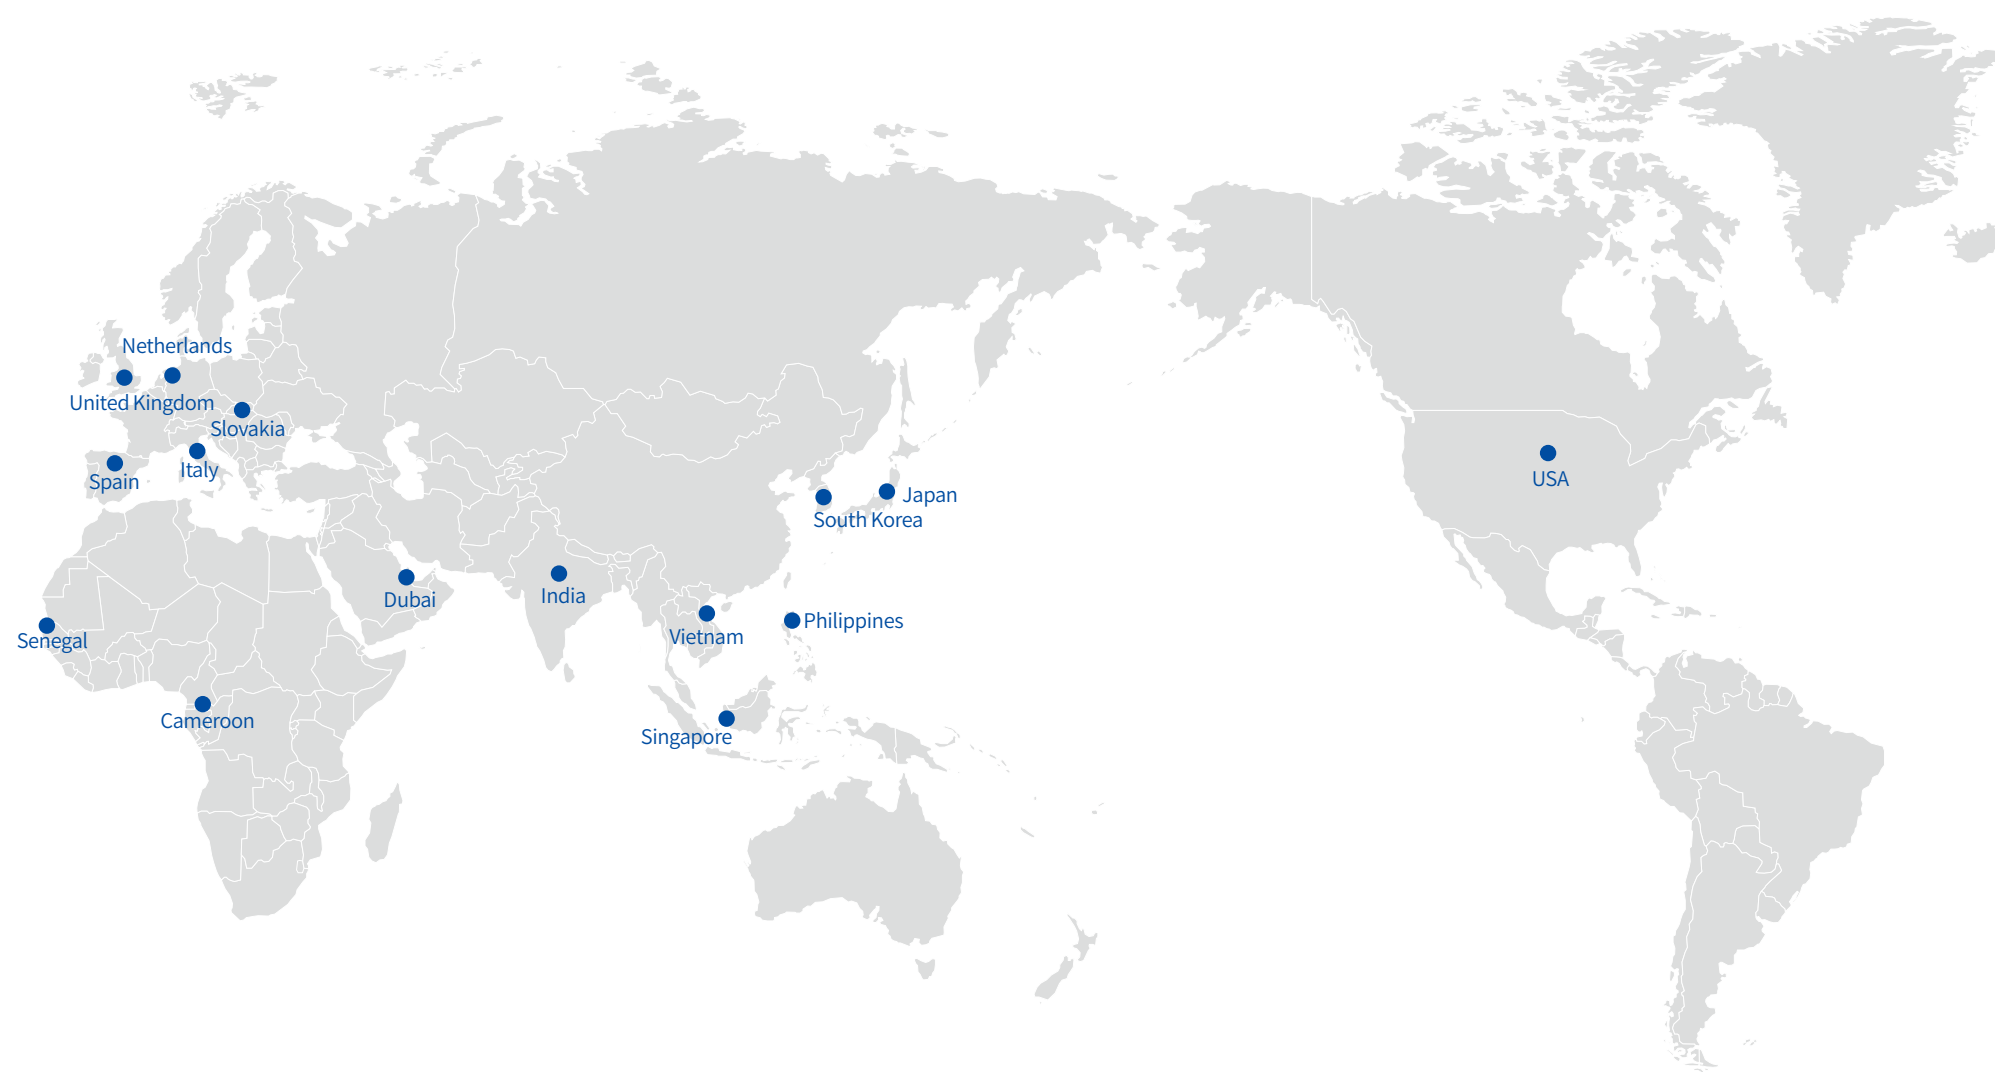 Netherlands
United Kingdom
Slovakia
Italy
Spain
USA
Japan
South Korea
India
Dubai
Philippines
Vietnam
Senegal
Cameroon
Singapore